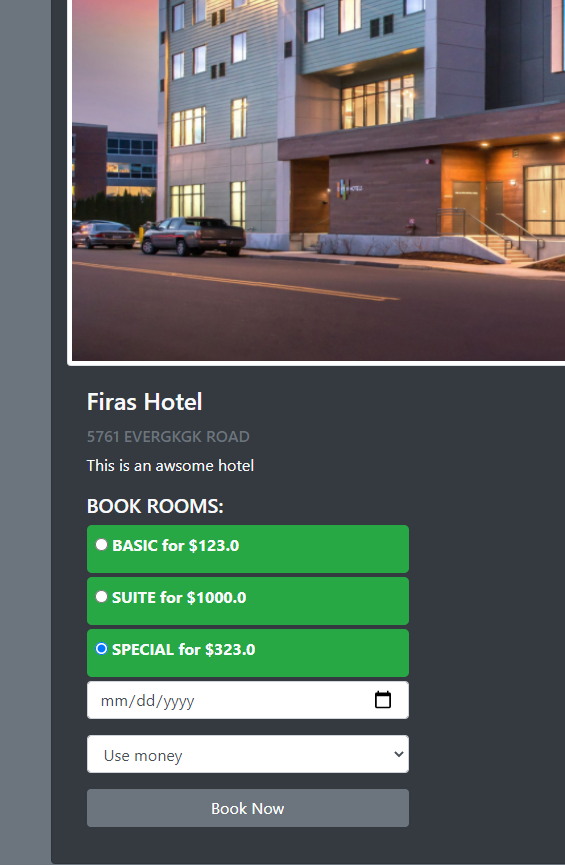 Firas Hotel
5761 EVERGKGK ROAD
This is an awsome hotel
BOOK ROOMS:
BASIC for $123.0
SUITE for $1000.0
SPECIAL for $323.0
mm/dd/yyyy
Use money
Book Now